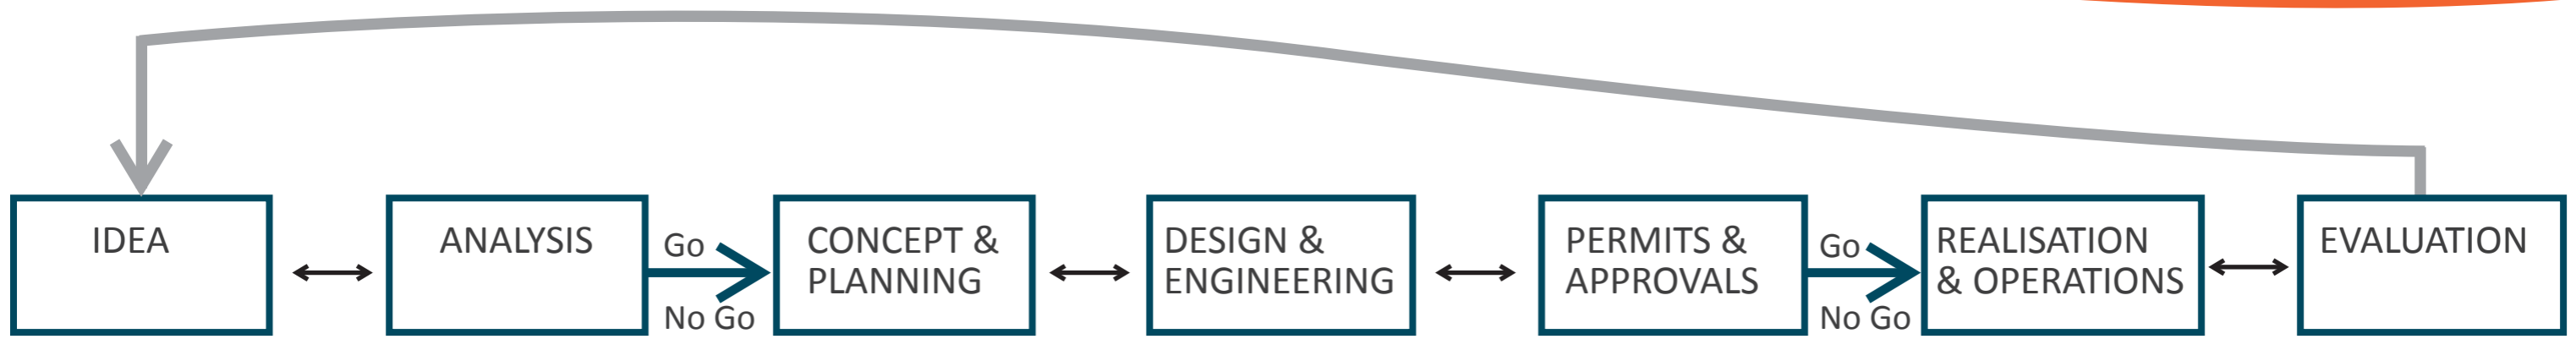 IDEA
ANALYSIS
Go
No Go
CONCEPT &
PLANNING
DESIGN &
ENGINEERING
PERMITS &
APPROVALS
Go
No Go
REALISATION
& OPERATIONS
EVALUATION